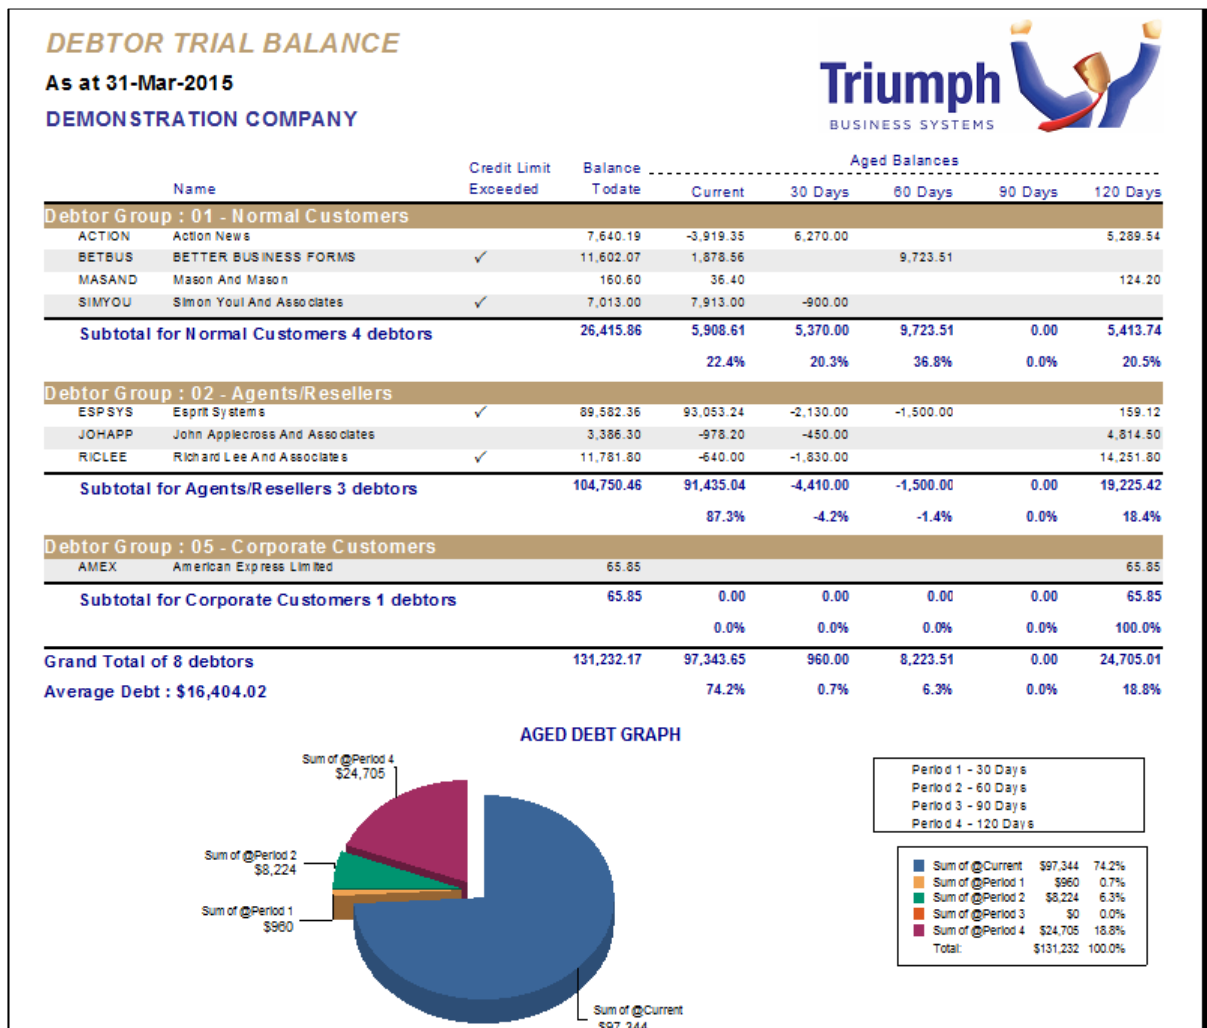 DEBTOR TRIAL BALANCE
As at 31-Mar-2015
DEMONSTRATION COMPANY
Triumph
BUSINESS SYSTEMS
Aged Balances
Credit Limit Balance
Name Exceeded Todate Current 30 Days 60 Days 90 Days 120 Days
Debtor Group : 01 - Normal Customers
ACTION Action News 7,640.19 -3,919.35 6,270.00 5,289.54
BETBUS BETTER BUSINESS FORMS ✓ 11,602.07 1,878.56 9,723.51
MASAND Mason And Mason 160.60 36.40 124.20
SIMYOU Simon Youl And Associates ✓ 7,013.00 7,913.00 -900.00
Subtotal for Normal Customers 4 debtors 26,415.86 5,908.61 5,370.00 9,723.51 0.00 5,413.74
22.4% 20.3% 36.8% 0.0% 20.5%
Debtor Group : 02 - Agents/Resellers
ESPSYS Esprit Systems ✓ 89,582.36 93,053.24 -2,130.00 -1,500.00 159.12
JOHAPP John Applecross And Associates 3,386.30 -978.20 -450.00 4,814.50
RICLEE Richard Lee And Associates ✓ 11,781.80 -640.00 -1,830.00 14,251.80
Subtotal for Agents/Resellers 3 debtors 104,750.46 91,435.04 -4,410.00 -1,500.00 0.00 19,225.42
87.3% -4.2% -1.4% 0.0% 18.4%
Debtor Group : 05 - Corporate Customers
AMEX American Express Limited 65.85 65.85
Subtotal for Corporate Customers 1 debtors 65.85 0.00 0.00 0.00 0.00 65.85
0.0% 0.0% 0.0% 0.0% 100.0%
Grand Total of 8 debtors 131,232.17 97,343.65 960.00 8,223.51 0.00 24,705.01
Average Debt : $16,404.02 74.2% 0.7% 6.3% 0.0% 18.8%
AGED DEBT GRAPH
Sum of @Period 4
$24,705
Sum of @Period 2
$8,224
Sum of @Period 1
$960
Sum of @Current
$97,344
Period 1 - 30 Days
Period 2 - 60 Days
Period 3 - 90 Days
Period 4 - 120 Days
Sum of @Current $97,344 74.2%
Sum of @Period 1 $960 0.7%
Sum of @Period 2 $8,224 6.3%
Sum of @Period 3 $0 0.0%
Sum of @Period 4 $24,705 18.8%
Total: $131,232 100.0%